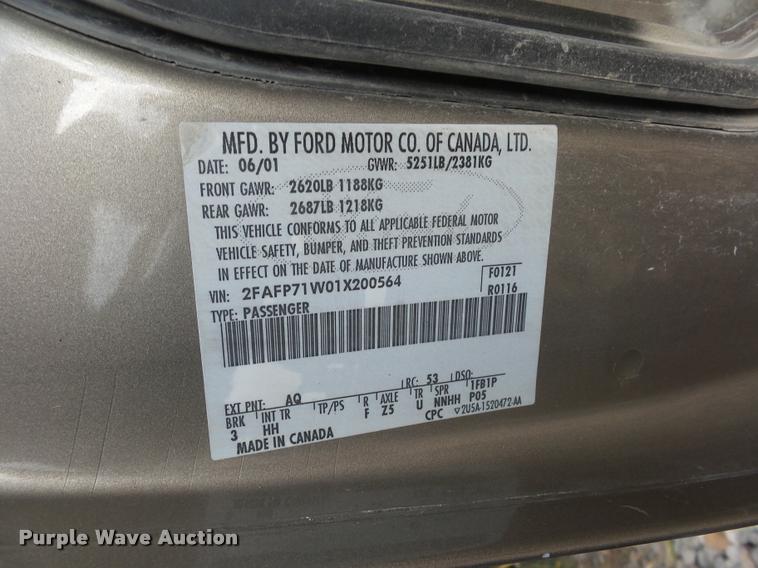 MFD. BY FORD MOTOR CO. OF CANADA, LTD.
DATE: 06/01 GVWR: 5251LB/2381KG
FRONT GAWR: 2620LB 1188KG
REAR GAWR: 2687LB 1218KG
THIS VEHICLE CONFORMS TO ALL APPLICABLE FEDERAL MOTOR
VEHICLE SAFETY, BUMPER, AND THEFT PREVENTION STANDARDS
IN EFFECT ON THE DATE OF MANUFACTURE SHOWN ABOVE.
VIN: 2FAFP71W01X200564 F0121
TYPE: PASSENGER R0116
EXT PNT: AQ RC: 53 DSO: 1FB1P
BRK INT TR TP/PS R AXLE TR SPR P05
3 HH F Z5 U NNHH
MADE IN CANADA CPC ▽2U5A-1520472-AA
Purple Wave Auction